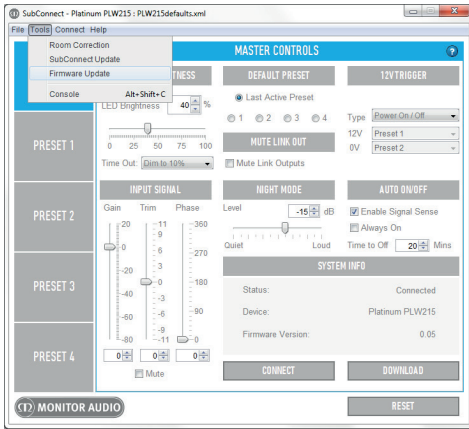 SubConnect - Platinum PLW215 : PLW215defaults.xml
File Tools Connect Help
Room Correction
SubConnect Update
Firmware Update
Console Alt+Shift+C
MASTER CONTROLS ?
TNESS
LED Brightness 40 %
0 25 50 75 100
Time Out: Dim to 10%
DEFAULT PRESET
Last Active Preset
1 2 3 4
MUTE LINK OUT
Mute Link Outputs
12V TRIGGER
Type Power On / Off
12V Preset 1
0V Preset 2
PRESET 1
PRESET 2
PRESET 3
PRESET 4
INPUT SIGNAL
Gain Trim Phase
20 11 360
9
0 6 270
3
-20 0 180
-3
-40
-6 90
-60
-9
-80 -11 0
0 0 0
Mute
NIGHT MODE
Level -15 dB
Quiet Loud
AUTO ON/OFF
Enable Signal Sense
Always On
Time to Off 20 Mins
SYSTEM INFO
Status: Connected
Device: Platinum PLW215
Firmware Version: 0.05
CONNECT DOWNLOAD
MONITOR AUDIO
RESET